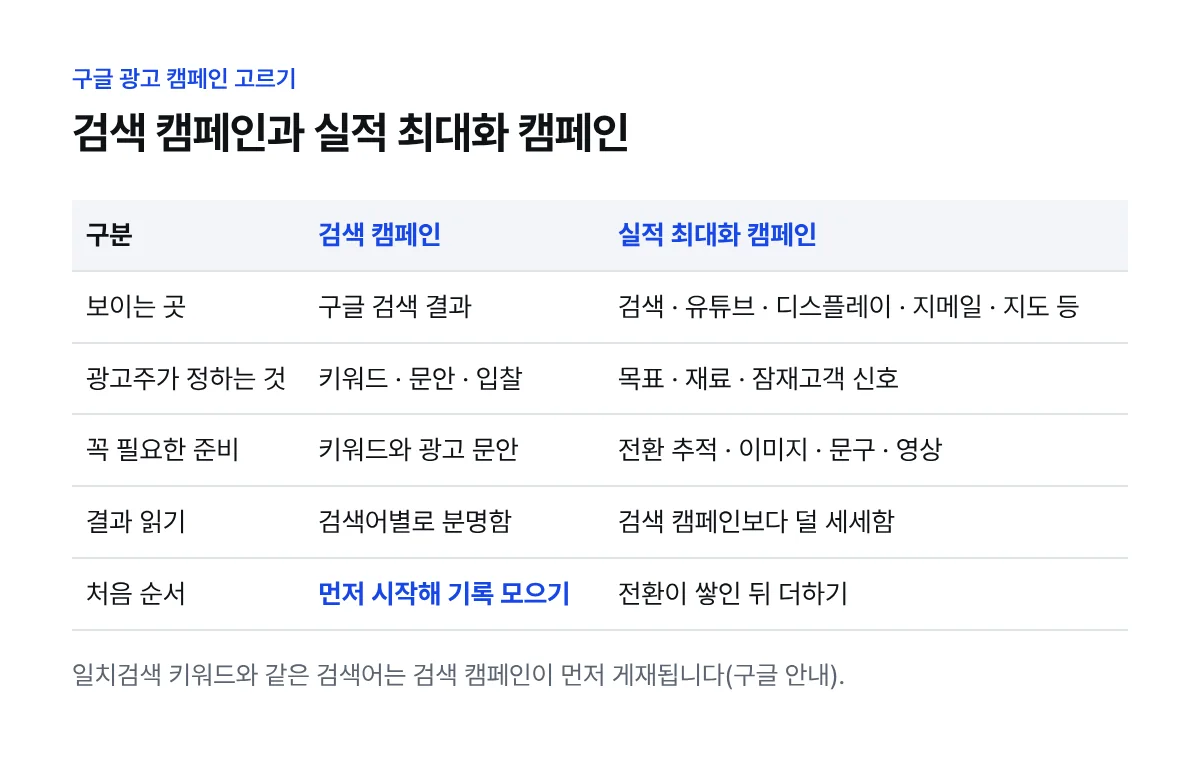 구글 광고 캠페인 고르기
검색 캠페인과 실적 최대화 캠페인
구분 검색 캠페인 실적 최대화 캠페인
보이는 곳 구글 검색 결과 검색 · 유튜브 · 디스플레이 · 지메일 · 지도 등
광고주가 정하는 것 키워드 · 문안 · 입찰 목표 · 재료 · 잠재고객 신호
꼭 필요한 준비 키워드와 광고 문안 전환 추적 · 이미지 · 문구 · 영상
결과 읽기 검색어별로 분명함 검색 캠페인보다 덜 세세함
처음 순서 먼저 시작해 기록 모으기 전환이 쌓인 뒤 더하기
일치검색 키워드와 같은 검색어는 검색 캠페인이 먼저 게재됩니다(구글 안내).